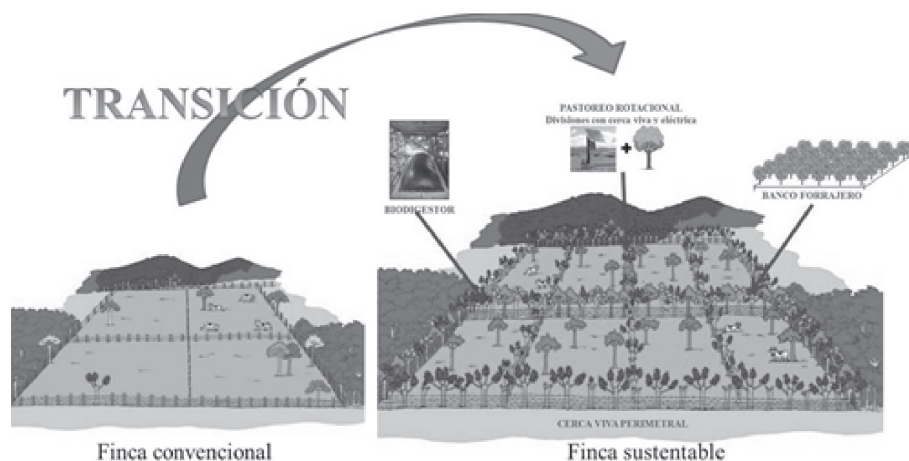 TRANSICIÓN
PASTOREO ROTACIONAL
Divisiones con cerca viva y eléctrica
BIODIGESTOR
BANCO FORRAJERO
CERCA VIVA PERIMETRAL
Finca convencional
Finca sustentable